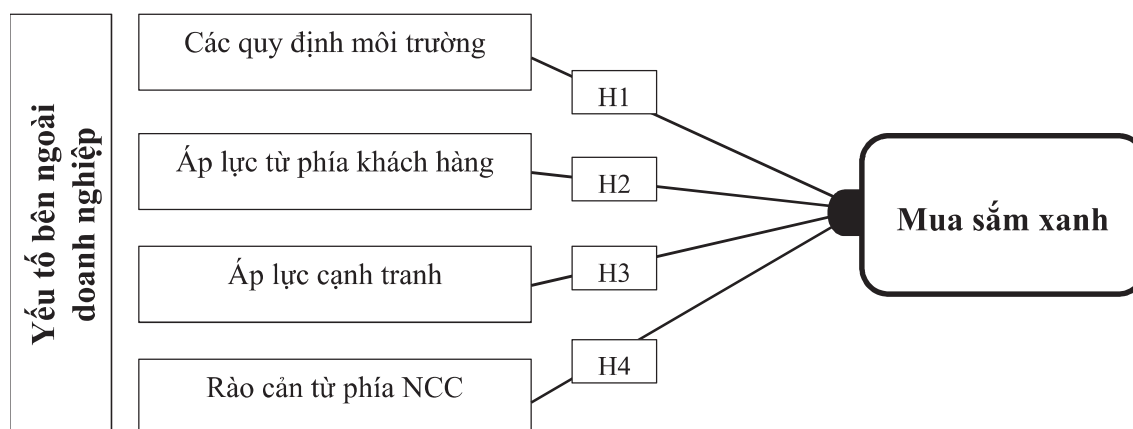 Yếu tố bên ngoài
doanh nghiệp
Các quy định môi trường
H1
Áp lực từ phía khách hàng
H2
Áp lực cạnh tranh
H3
Rào cản từ phía NCC
H4
Mua sắm xanh